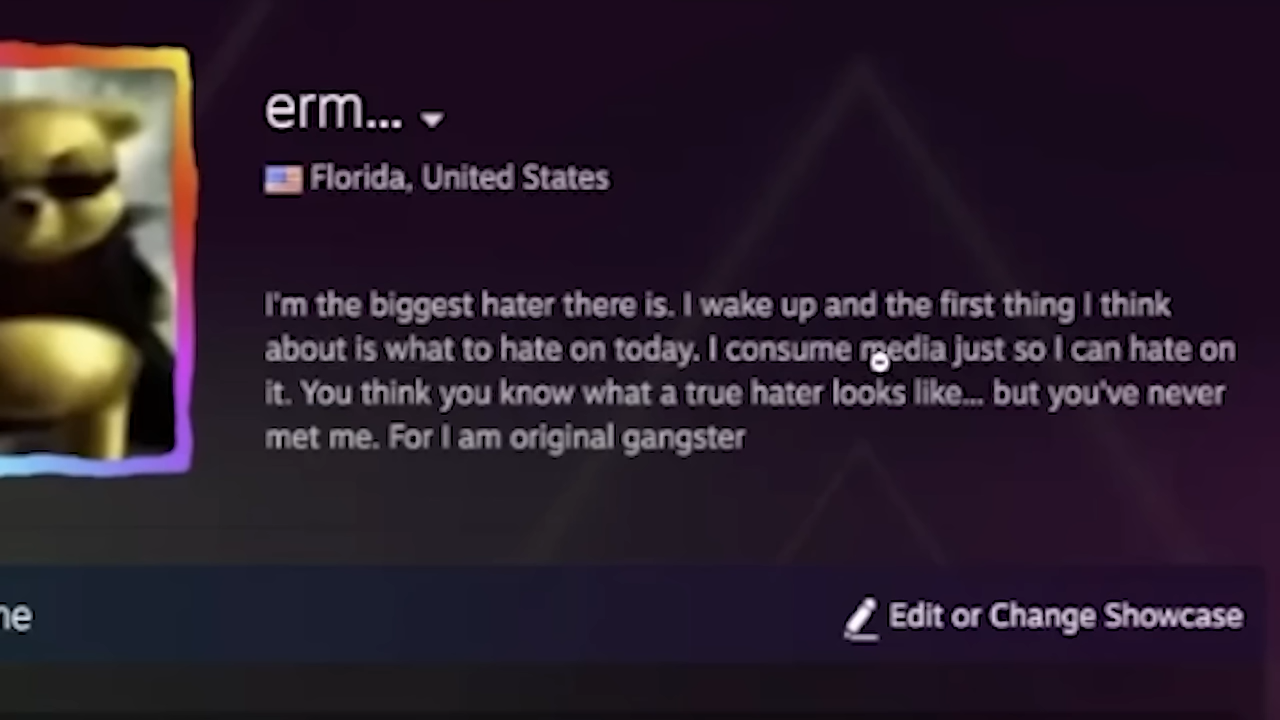 erm...
Florida, United States
I'm the biggest hater there is. I wake up and the first thing I think
about is what to hate on today. I consume media just so I can hate on
it. You think you know what a true hater looks like... but you've never
met me. For I am original gangster
Edit or Change Showcase